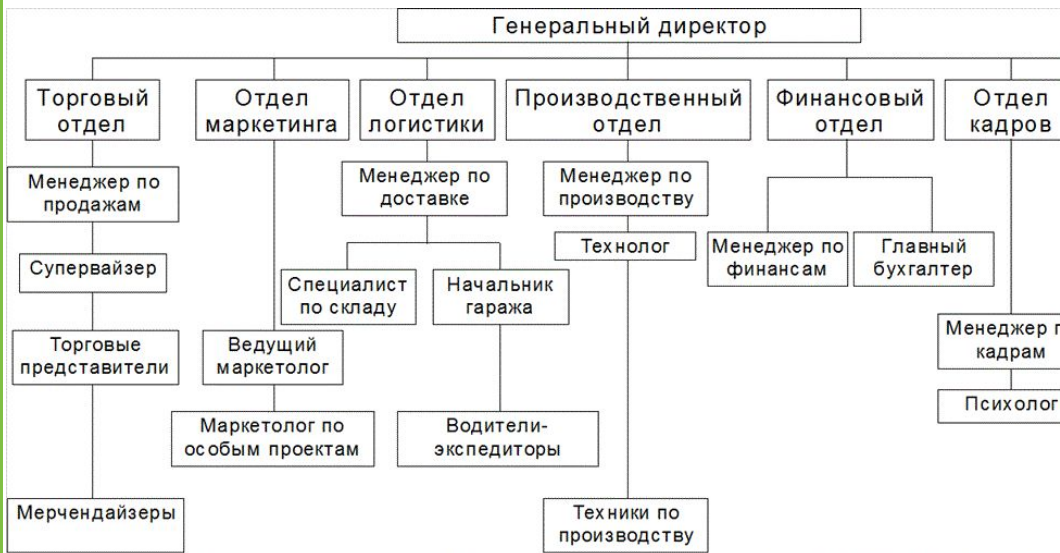 Генеральный директор
Торговый
отдел
Отдел
маркетинга
Отдел
логистики
Производственный
отдел
Финансовый
отдел
Отдел
кадров
Менеджер по
продажам
Менеджер по
доставке
Менеджер по
производству
Супервайзер
Технолог
Менеджер по
финансам
Главный
бухгалтер
Специалист
по складу
Начальник
гаража
Торговые
представители
Ведущий
маркетолог
Менеджер п
кадрам
Психолог
Маркетолог по
особым проектам
Водители-
экспедиторы
Мерчендайзеры
Техники по
производству